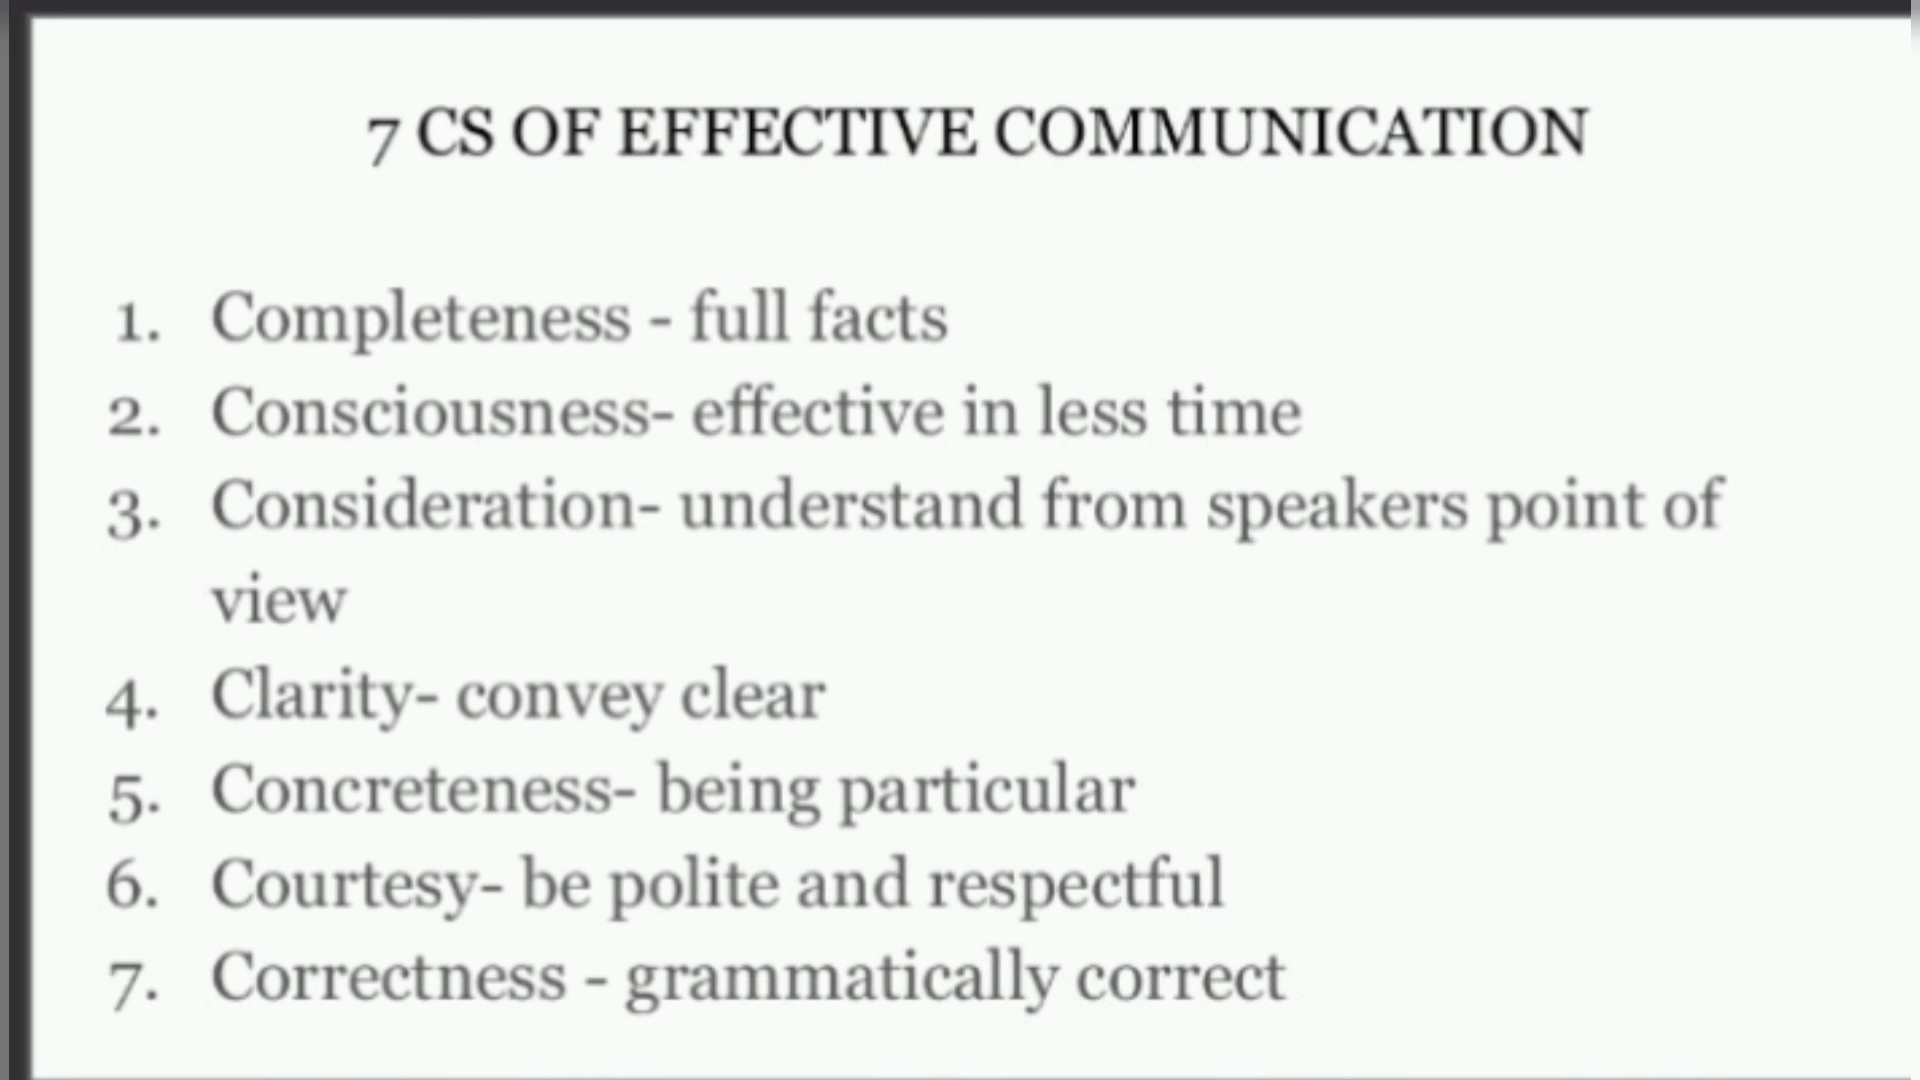 7 CS OF EFFECTIVE COMMUNICATION
1. Completeness - full facts
2. Consciousness- effective in less time
3. Consideration- understand from speakers point of
view
4. Clarity- convey clear
5. Concreteness- being particular
6. Courtesy- be polite and respectful
7. Correctness - grammatically correct